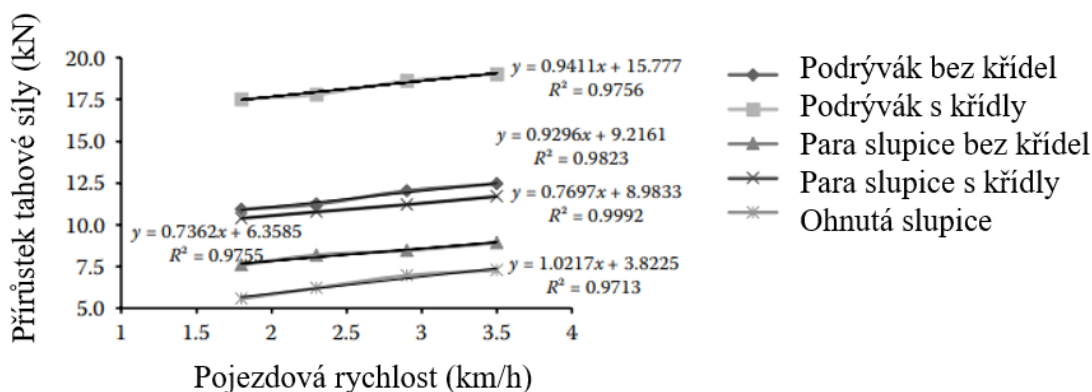 Přírůstek tahové síly (kN)
20.0
17.5
15.0
12.5
10.0
7.5
5.0
1
1.5
2
2.5
3
3.5
4
Pojezdová rychlost (km/h)
y = 0.9411x + 15.777
R² = 0.9756
y = 0.9296x + 9.2161
R² = 0.9823
y = 0.7697x + 8.9833
R² = 0.9992
y = 0.7362x + 6.3585
R² = 0.9755
y = 1.0217x + 3.8225
R² = 0.9713
Podrývák bez křídel
Podrývák s křídly
Para slupice bez křídel
Para slupice s křídly
Ohnutá slupice